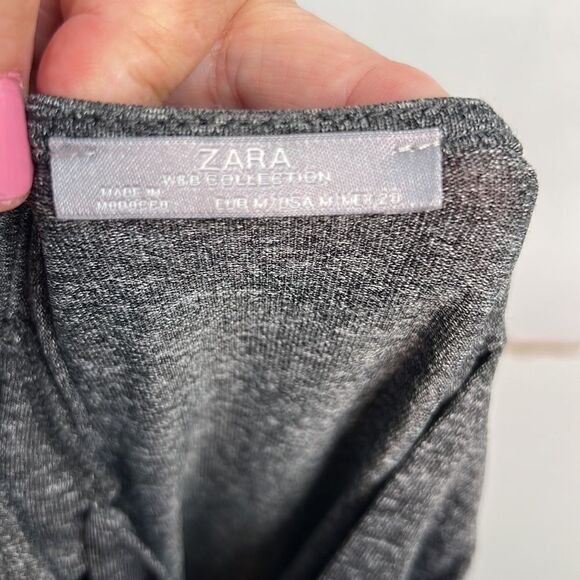 ZARA
W&B COLLECTION
MADE IN
MOROCCO
EUR M/USA M/MEX 28